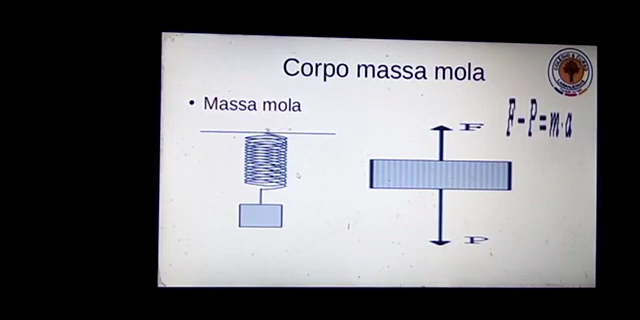 Corpo massa mola
• Massa mola
F
F - P = m · a
P